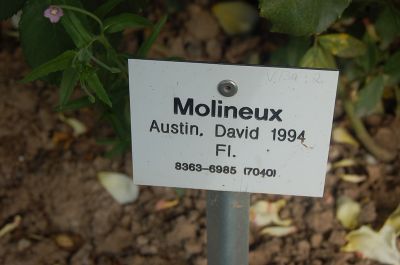 Molineux
Austin, David 1994
Fl.
8363-6985 (7040)